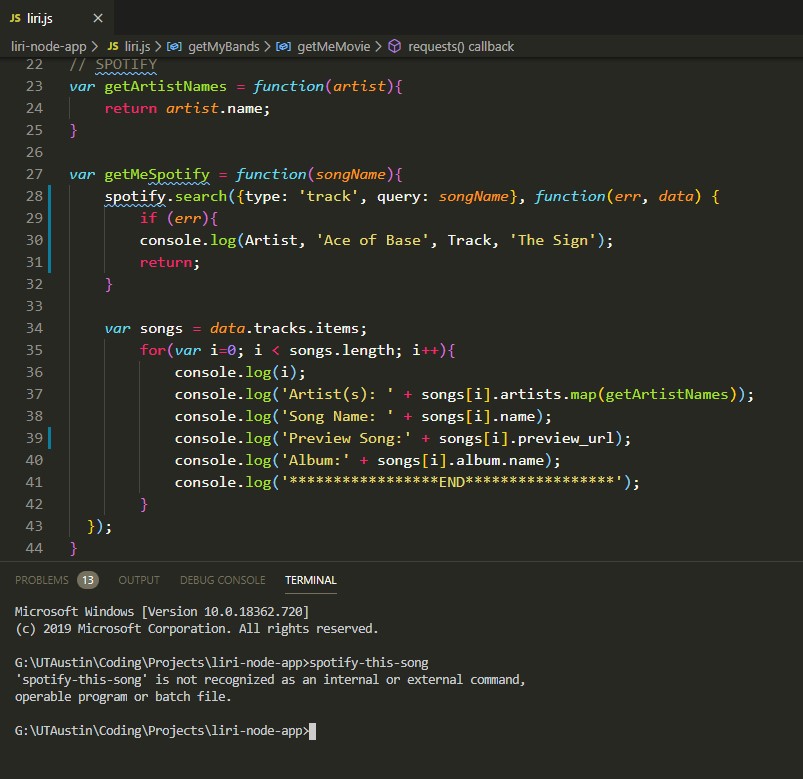 JS liri.js ×
liri-node-app > JS liri.js > getMyBands > getMeMovie > requests() callback
22 // SPOTIFY
23 var getArtistNames = function(artist){
24     return artist.name;
25 }
26
27 var getMeSpotify = function(songName){
28     spotify.search({type: 'track', query: songName}, function(err, data) {
29         if (err){
30         console.log(Artist, 'Ace of Base', Track, 'The Sign');
31         return;
32     }
33
34     var songs = data.tracks.items;
35         for(var i=0; i < songs.length; i++){
36             console.log(i);
37             console.log('Artist(s): ' + songs[i].artists.map(getArtistNames));
38             console.log('Song Name: ' + songs[i].name);
39             console.log('Preview Song:' + songs[i].preview_url);
40             console.log('Album:' + songs[i].album.name);
41             console.log('*****************END*****************');
42         }
43   });
44 }
PROBLEMS 13 OUTPUT DEBUG CONSOLE TERMINAL
Microsoft Windows [Version 10.0.18362.720]
(c) 2019 Microsoft Corporation. All rights reserved.
G:\UTAustin\Coding\Projects\liri-node-app>spotify-this-song
'spotify-this-song' is not recognized as an internal or external command,
operable program or batch file.
G:\UTAustin\Coding\Projects\liri-node-app>